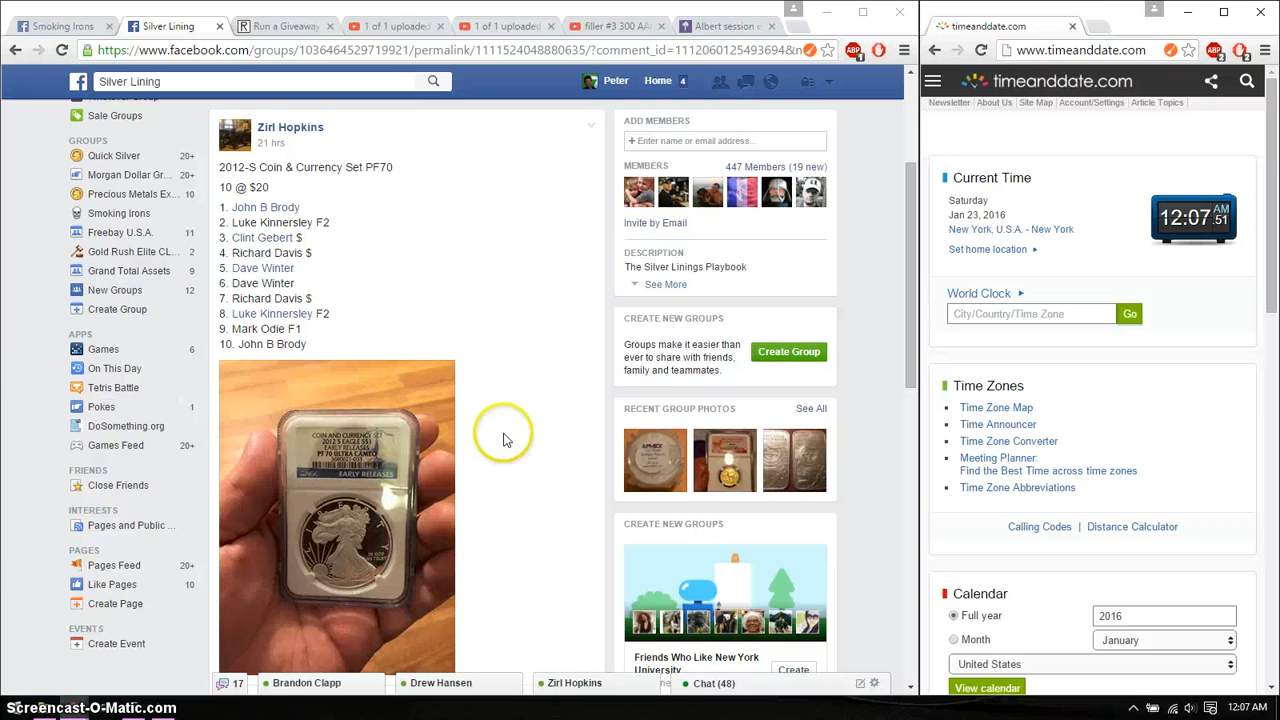 Smoking Irons
Silver Lining
Run a Giveaway
1 of 1 uploaded
1 of 1 uploaded
filler #3 300 AA
Albert session e
timeanddate.com
https://www.facebook.com/groups/1036464529719921/permalink/1111524048880635/?comment_id=1112060125493694&n
www.timeanddate.com
Silver Lining
Peter
Home 4
timeanddate.com
Newsletter
About Us
Site Map
Account/Settings
Article Topics
Sale Groups
GROUPS
Quick Silver 20+
Morgan Dollar Gr... 20+
Precious Metals Ex... 10
Smoking Irons
Freebay U.S.A. 11
Gold Rush Elite CL... 2
Grand Total Assets 9
New Groups 12
Create Group
APPS
Games 6
On This Day
Tetris Battle
Pokes 1
DoSomething.org
Games Feed 20+
FRIENDS
Close Friends
INTERESTS
Pages and Public ...
PAGES
Pages Feed 20+
Like Pages 10
Create Page
EVENTS
Create Event
Zirl Hopkins
21 hrs
2012-S Coin & Currency Set PF70
10 @ $20
1. John B Brody
2. Luke Kinnersley F2
3. Clint Gebert $
4. Richard Davis $
5. Dave Winter
6. Dave Winter
7. Richard Davis $
8. Luke Kinnersley F2
9. Mark Odie F1
10. John B Brody
COIN AND CURRENCY SET
2012 S EAGLE S$1
EARLY RELEASES
PF 70 ULTRA CAMEO
EARLY RELEASES
ADD MEMBERS
+ Enter name or email address...
MEMBERS
447 Members (19 new)
Invite by Email
DESCRIPTION
The Silver Linings Playbook
See More
CREATE NEW GROUPS
Groups make it easier than
ever to share with friends,
family and teammates.
Create Group
RECENT GROUP PHOTOS
See All
CREATE NEW GROUPS
Friends Who Like New York
University
Create
17
Brandon Clapp
Drew Hansen
Zirl Hopkins
Chat (48)
Current Time
Saturday
Jan 23, 2016
New York, U.S.A. - New York
Set home location
12:07 AM
51
World Clock
City/Country/Time Zone
Go
Time Zones
Time Zone Map
Time Announcer
Time Zone Converter
Meeting Planner:
Find the Best Time across time zones
Time Zone Abbreviations
Calling Codes | Distance Calculator
Calendar
Full year
2016
Month
January
United States
View calendar
Screencast-O-Matic.com
12:07 AM